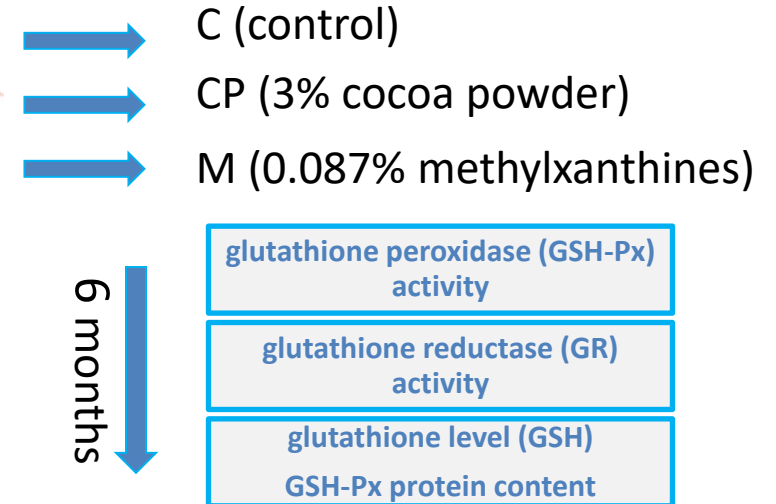 C (control)
CP (3% cocoa powder)
M (0.087% methylxanthines)
6 months
glutathione peroxidase (GSH-Px)
activity
glutathione reductase (GR)
activity
glutathione level (GSH)
GSH-Px protein content